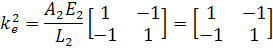 k_e^2 = \frac{A_2 E_2}{L_2} \begin{bmatrix} 1 & -1 \\ -1 & 1 \end{bmatrix} = \begin{bmatrix} 1 & -1 \\ -1 & 1 \end{bmatrix}